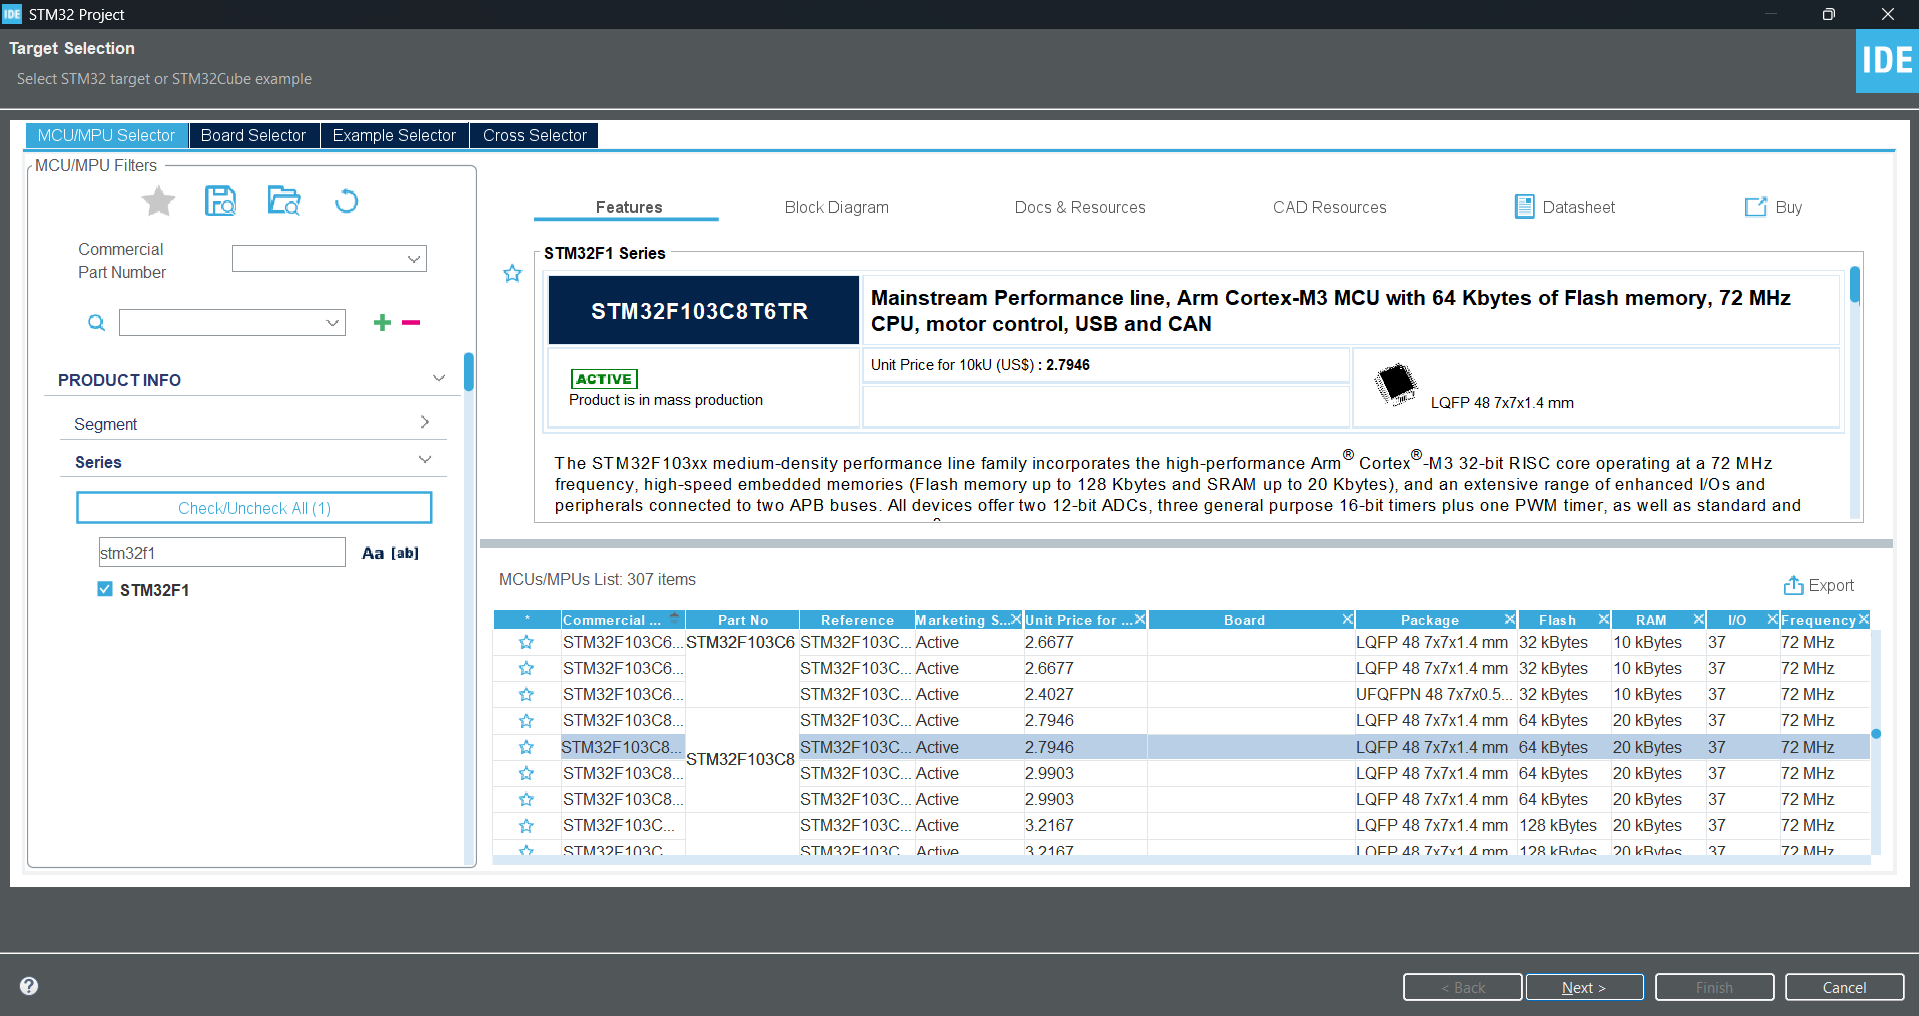 IDE STM32 Project
Target Selection
Select STM32 target or STM32Cube example
IDE
MCU/MPU Selector Board Selector Example Selector Cross Selector
MCU/MPU Filters
Commercial
Part Number
PRODUCT INFO
Segment
Series
Check/Uncheck All (1)
stm32f1 Aa [ab]
STM32F1
Features Block Diagram Docs & Resources CAD Resources Datasheet Buy
STM32F1 Series
STM32F103C8T6TR
Mainstream Performance line, Arm Cortex-M3 MCU with 64 Kbytes of Flash memory, 72 MHz
CPU, motor control, USB and CAN
ACTIVE
Product is in mass production
Unit Price for 10kU (US$) : 2.7946
LQFP 48 7x7x1.4 mm
The STM32F103xx medium-density performance line family incorporates the high-performance Arm® Cortex®-M3 32-bit RISC core operating at a 72 MHz
frequency, high-speed embedded memories (Flash memory up to 128 Kbytes and SRAM up to 20 Kbytes), and an extensive range of enhanced I/Os and
peripherals connected to two APB buses. All devices offer two 12-bit ADCs, three general purpose 16-bit timers plus one PWM timer, as well as standard and
MCUs/MPUs List: 307 items
Export
* Commercial ... Part No Reference Marketing S... Unit Price for ... Board Package Flash RAM I/O Frequency
STM32F103C6... STM32F103C6 STM32F103C... Active 2.6677 LQFP 48 7x7x1.4 mm 32 kBytes 10 kBytes 37 72 MHz
STM32F103C6... STM32F103C... Active 2.6677 LQFP 48 7x7x1.4 mm 32 kBytes 10 kBytes 37 72 MHz
STM32F103C6... STM32F103C... Active 2.4027 UFQFPN 48 7x7x0.5... 32 kBytes 10 kBytes 37 72 MHz
STM32F103C8... STM32F103C... Active 2.7946 LQFP 48 7x7x1.4 mm 64 kBytes 20 kBytes 37 72 MHz
STM32F103C8... STM32F103C8 STM32F103C... Active 2.7946 LQFP 48 7x7x1.4 mm 64 kBytes 20 kBytes 37 72 MHz
STM32F103C8... STM32F103C... Active 2.9903 LQFP 48 7x7x1.4 mm 64 kBytes 20 kBytes 37 72 MHz
STM32F103C8... STM32F103C... Active 2.9903 LQFP 48 7x7x1.4 mm 64 kBytes 20 kBytes 37 72 MHz
STM32F103C... STM32F103C... Active 3.2167 LQFP 48 7x7x1.4 mm 128 kBytes 20 kBytes 37 72 MHz
STM32F103C STM32F103C Active 3.2167 LQFP 48 7x7x1.4 mm 128 kBytes 20 kBytes 37 72 MHz
? < Back Next > Finish Cancel